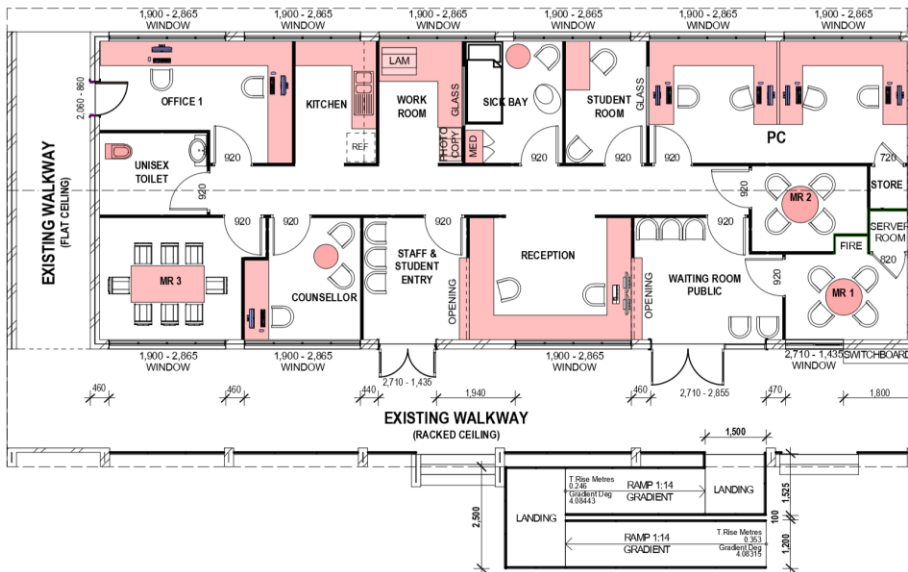 1,900 - 2,865
WINDOW
1,900 - 2,865
WINDOW
1,900 - 2,865
WINDOW
1,900 - 2,865
WINDOW
1,900 - 2,865
WINDOW
1,900 - 2,865
WINDOW
2,060 - 860
OFFICE 1
KITCHEN
REF
LAM
WORK
ROOM
GLASS
PHOTO
COPY
SICK BAY
MED
STUDENT
ROOM
GLASS
PC
920
920
920
920
720
UNISEX
TOILET
920
EXISTING WALKWAY
(FLAT CEILING)
920
MR 2
STORE
SERVER
ROOM
820
FIRE
920
920
920
920
MR 3
COUNSELLOR
STAFF &
STUDENT
ENTRY
OPENING
RECEPTION
OPENING
WAITING ROOM
PUBLIC
920
MR 1
1,900 - 2,865
WINDOW
1,900 - 2,865
WINDOW
2,710 - 1,435
1,900 - 2,865
WINDOW
2,710 - 2,855
2,710 - 1,435
WINDOW
SWITCHBOARD
460
460
440
1,940
460
470
1,800
EXISTING WALKWAY
(RACKED CEILING)
1,500
T.Rise Metres
0.246
Gradient Deg
4.08443
RAMP 1:14
GRADIENT
LANDING
1,525
2,500
LANDING
100
RAMP 1:14
GRADIENT
T.Rise Metres
0.353
Gradient Deg
4.06315
1,200